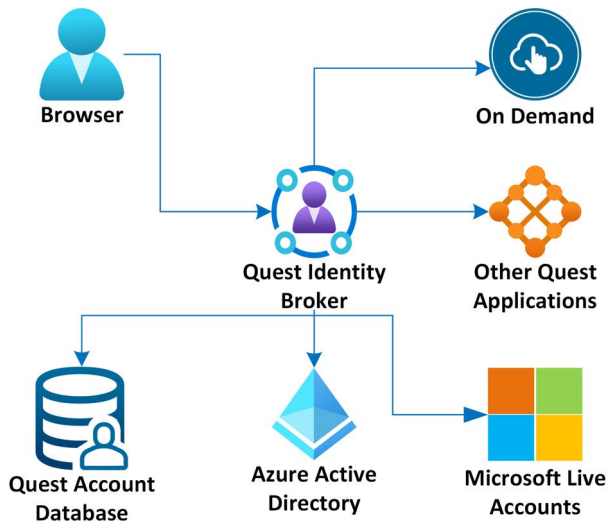 Browser
On Demand
Quest Identity
Broker
Other Quest
Applications
Quest Account
Database
Azure Active
Directory
Microsoft Live
Accounts